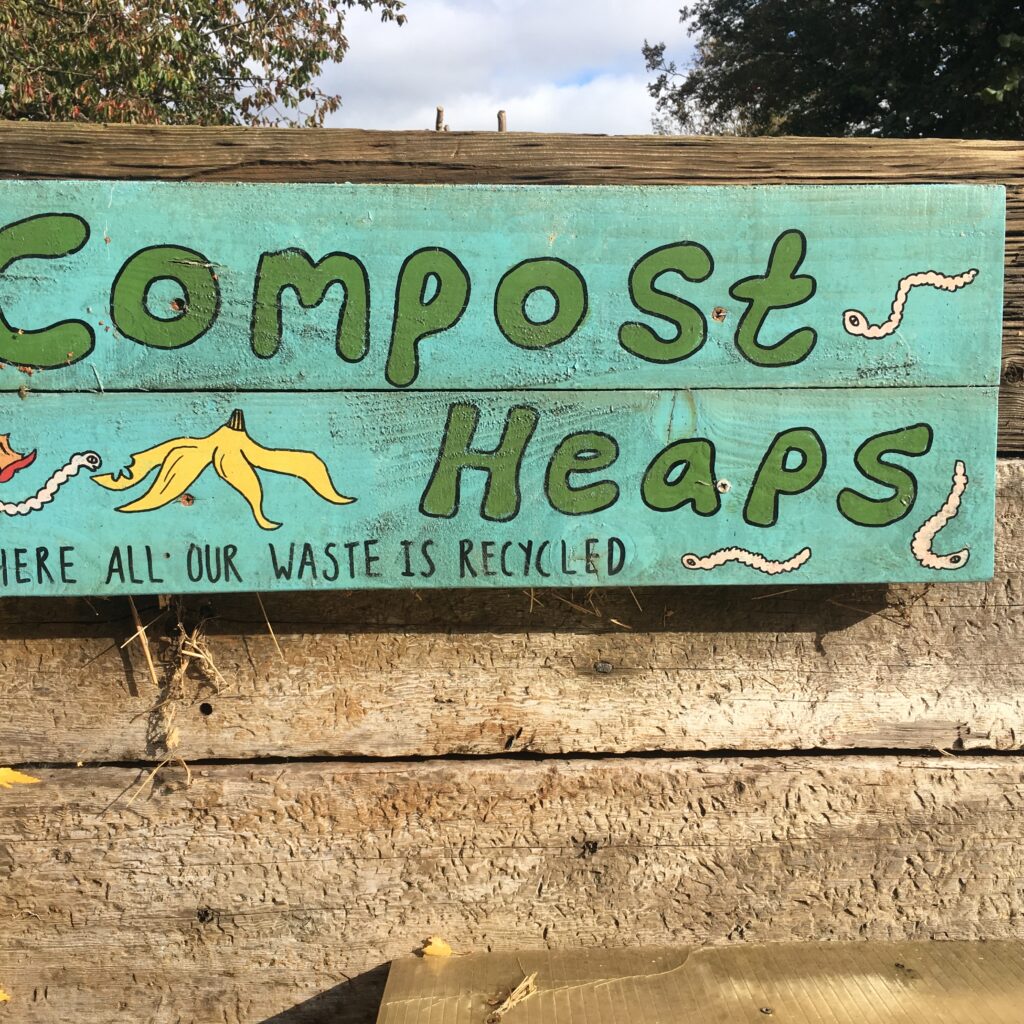 Compost
Heaps
HERE ALL OUR WASTE IS RECYCLED